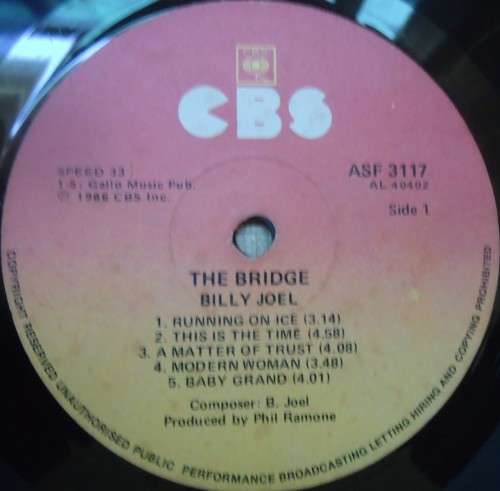 CBS
CBS
SPEED 33
1-5: Gallo Music Pub.
℗ 1986 CBS Inc.
ASF 3117
AL 40402
Side 1
THE BRIDGE
BILLY JOEL
1. RUNNING ON ICE (3.14)
2. THIS IS THE TIME (4.58)
3. A MATTER OF TRUST (4.08)
4. MODERN WOMAN (3.48)
5. BABY GRAND (4.01)
Composer: B. Joel
Produced by Phil Ramone
COPYRIGHT RESERVED UNAUTHORISED PUBLIC PERFORMANCE BROADCASTING LETTING HIRING AND COPYING PROHIBITED